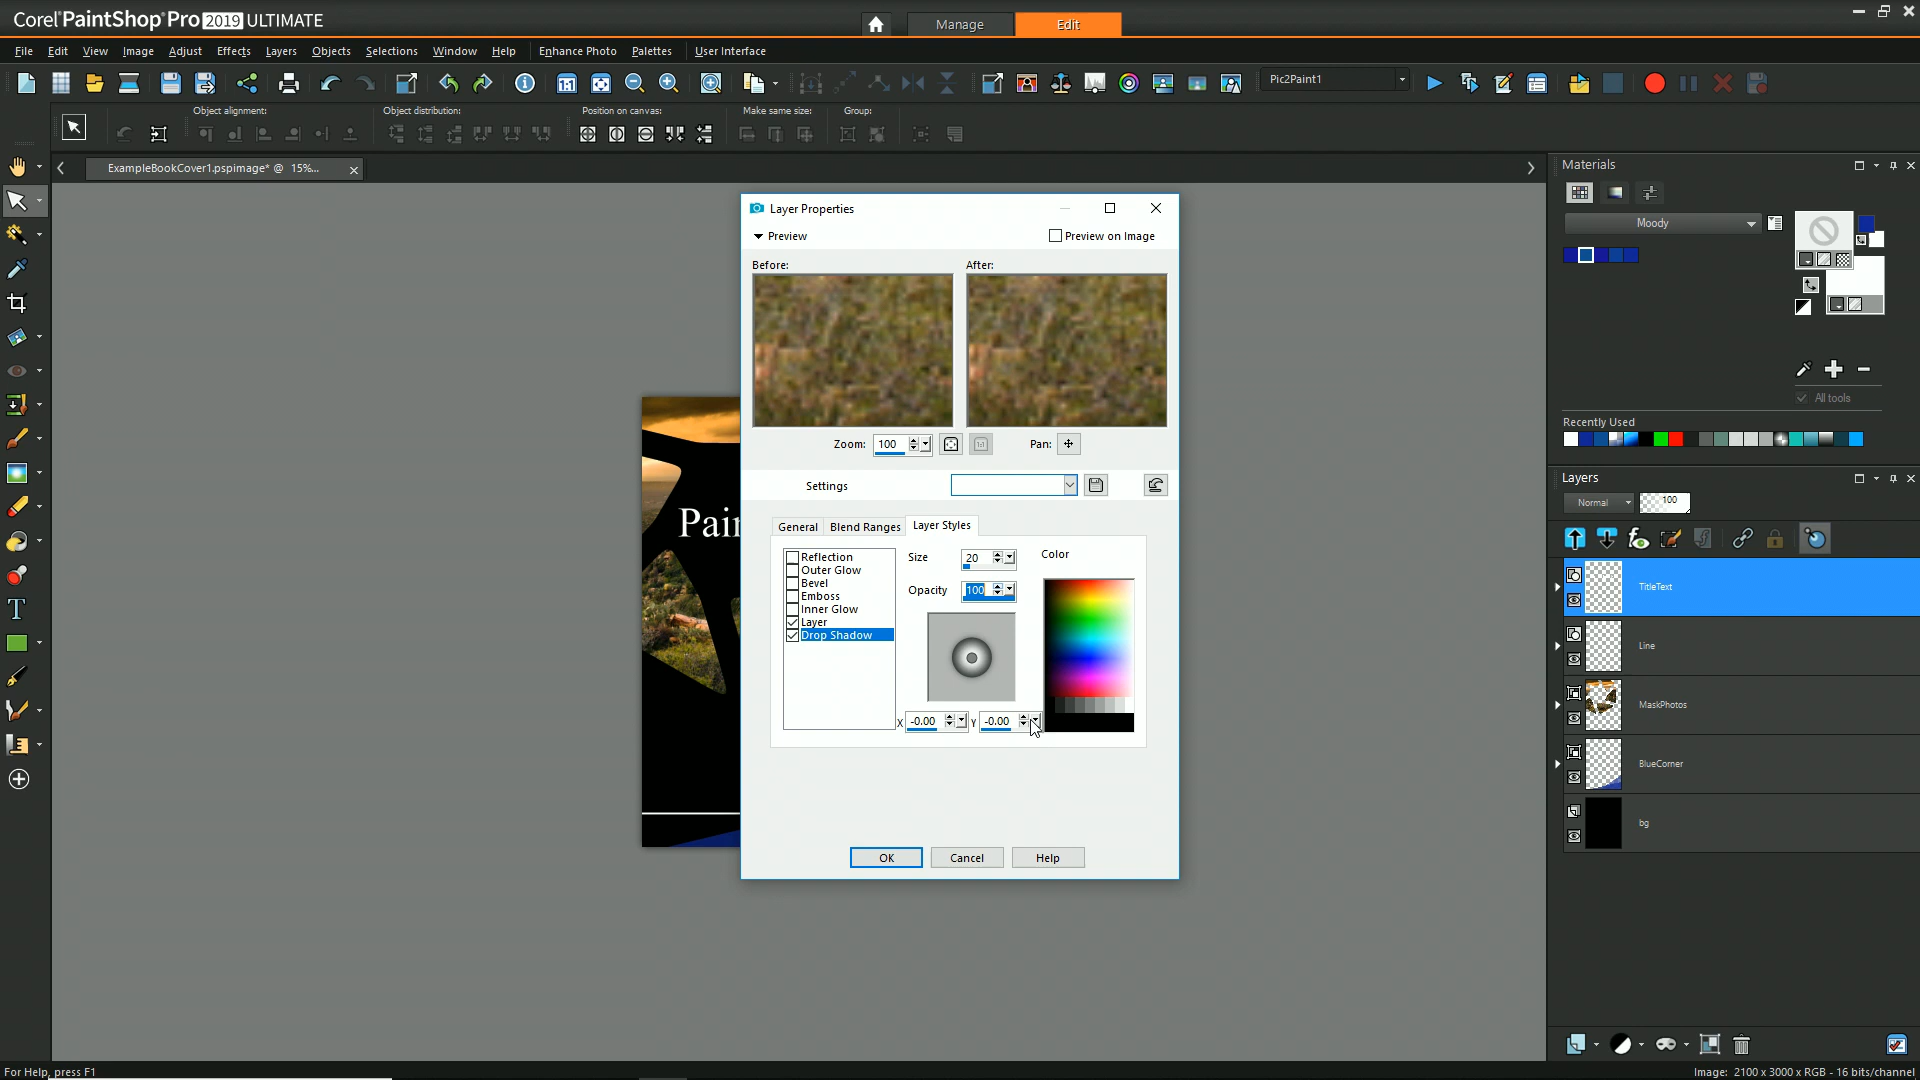 Corel PaintShop Pro 2019 ULTIMATE
Manage
Edit
File Edit View Image Adjust Effects Layers Objects Selections Window Help Enhance Photo Palettes User Interface
Pic2Paint1
Object alignment:
Object distribution:
Position on canvas:
Make same size:
Group:
ExampleBookCover1.pspimage* @ 15%...
Layer Properties
Preview
Preview on Image
Before:
After:
Zoom: 100
Pan:
Settings
General
Blend Ranges
Layer Styles
Reflection
Outer Glow
Bevel
Emboss
Inner Glow
Layer
Drop Shadow
Size 20
Opacity 100
Color
X -0.00
Y -0.00
OK
Cancel
Help
Pain
Materials
Moody
All tools
Recently Used
Layers
Normal
100
TitleText
Line
MaskPhotos
BlueCorner
bg
For Help, press F1
Image: 2100 x 3000 x RGB - 16 bits/channel